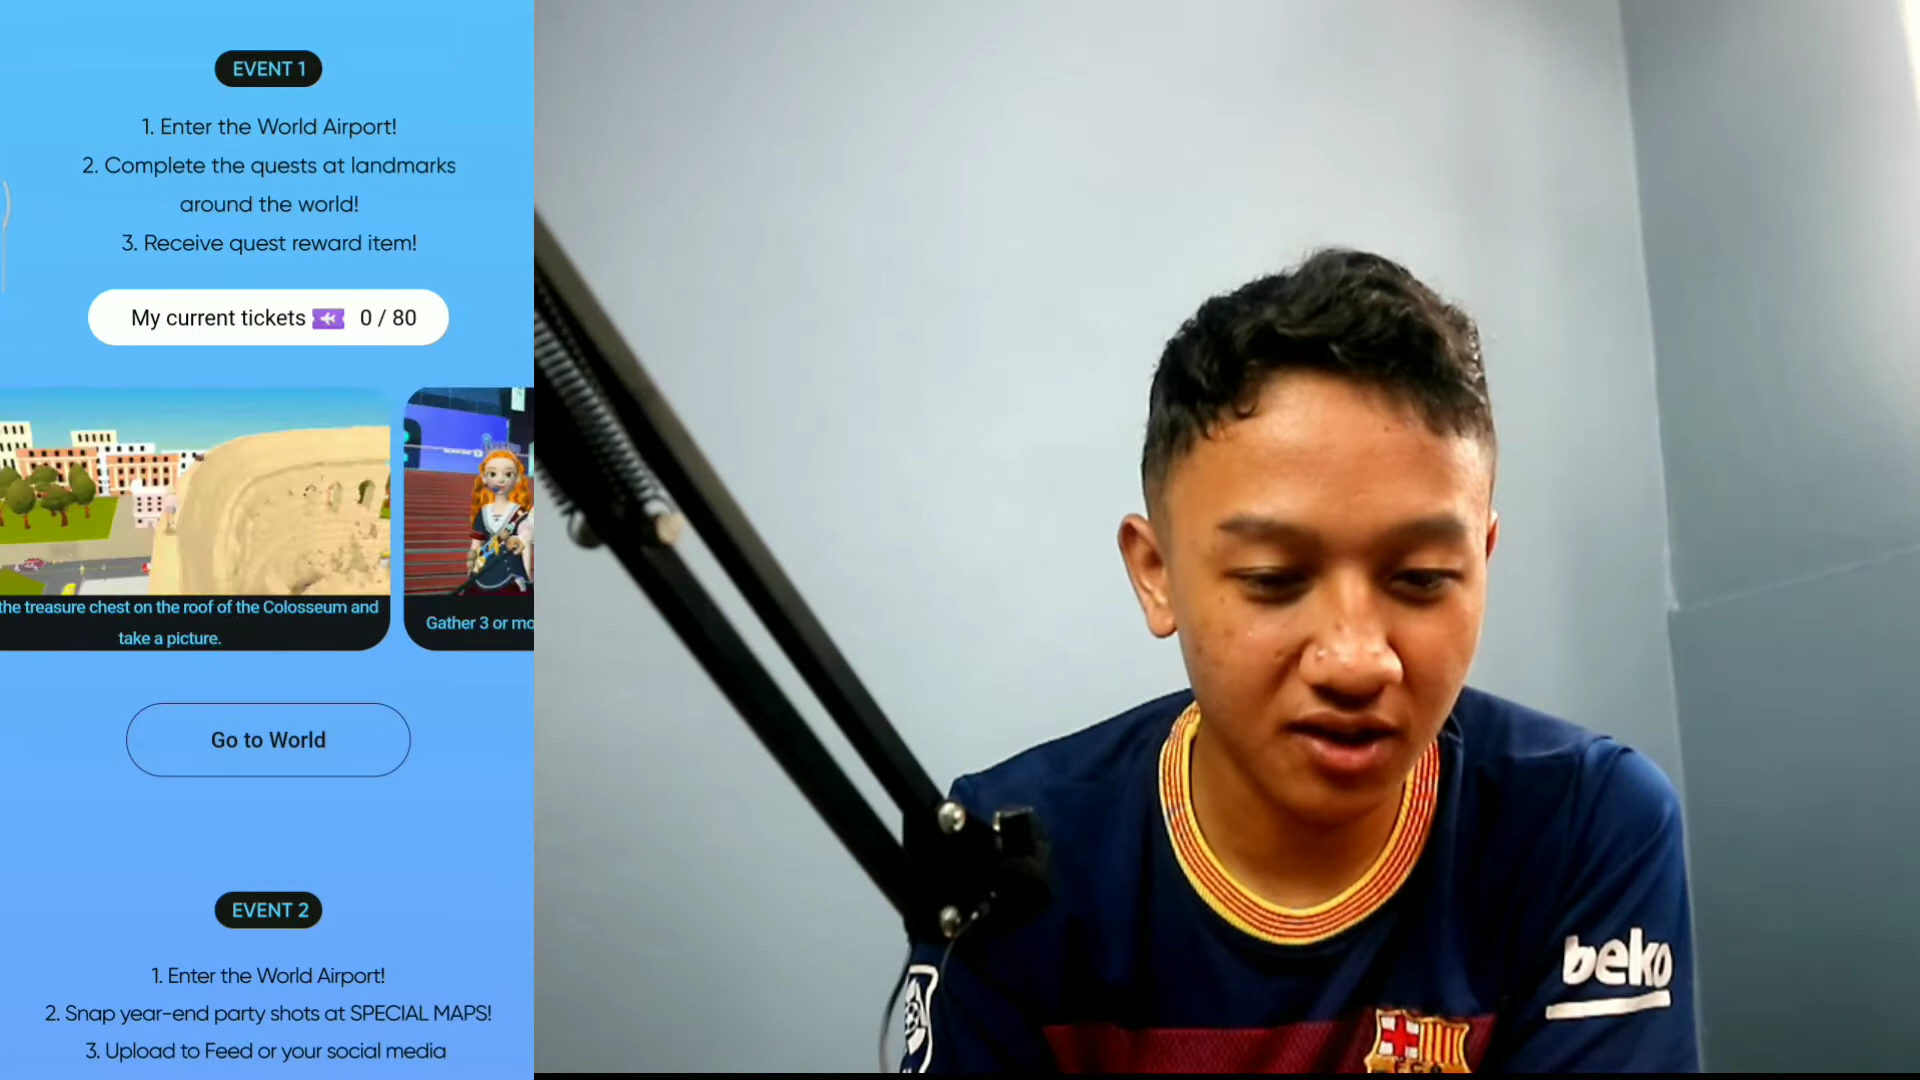 EVENT 1
1. Enter the World Airport!
2. Complete the quests at landmarks
around the world!
3. Receive quest reward item!
My current tickets 0 / 80
the treasure chest on the roof of the Colosseum and
take a picture.
Gather 3 or mo
Go to World
EVENT 2
1. Enter the World Airport!
2. Snap year-end party shots at SPECIAL MAPS!
3. Upload to Feed or your social media
beko